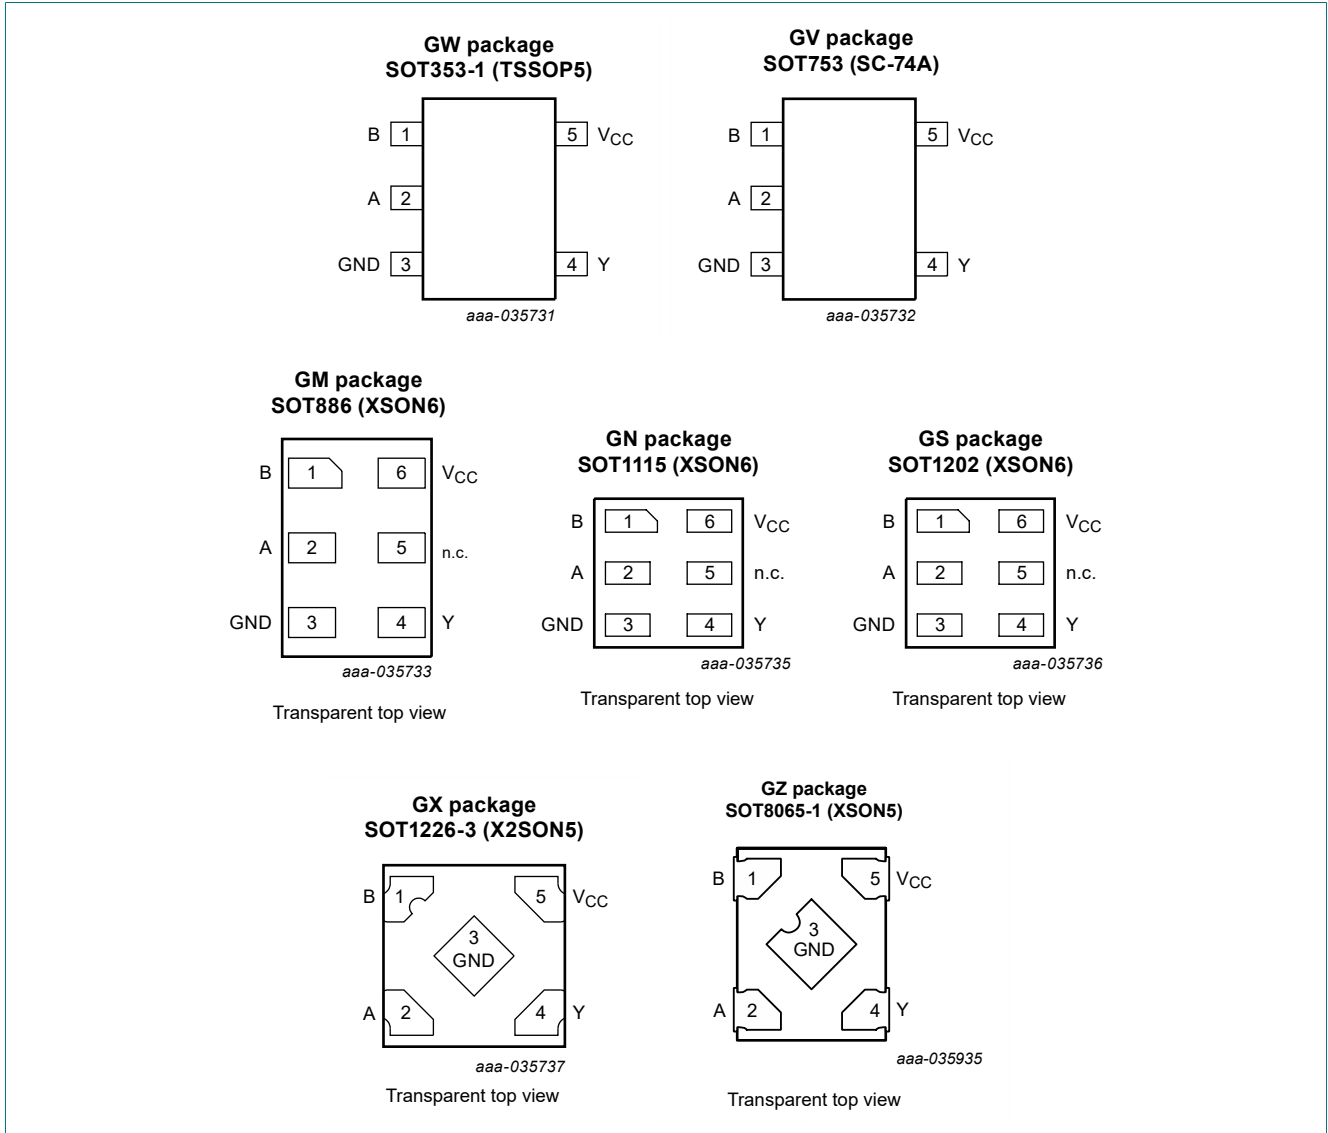 GW package
SOT353-1 (TSSOP5)
B 1 5 VCC
A 2
GND 3 4 Y
aaa-035731
GV package
SOT753 (SC-74A)
B 1 5 VCC
A 2
GND 3 4 Y
aaa-035732
GM package
SOT886 (XSON6)
B 1 6 VCC
A 2 5 n.c.
GND 3 4 Y
aaa-035733
Transparent top view
GN package
SOT1115 (XSON6)
B 1 6 VCC
A 2 5 n.c.
GND 3 4 Y
aaa-035735
Transparent top view
GS package
SOT1202 (XSON6)
B 1 6 VCC
A 2 5 n.c.
GND 3 4 Y
aaa-035736
Transparent top view
GX package
SOT1226-3 (X2SON5)
B 1 5 VCC
3
GND
A 2 4 Y
aaa-035737
Transparent top view
GZ package
SOT8065-1 (XSON5)
B 1 5 VCC
3
GND
A 2 4 Y
aaa-035935
Transparent top view